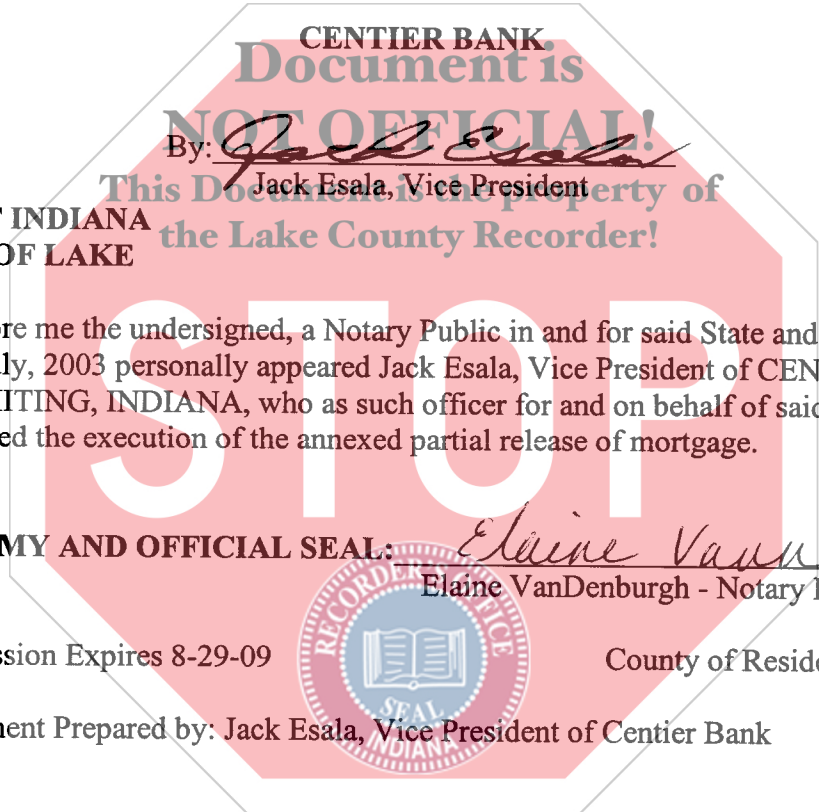 CENTIER BANK
Document is
NOT OFFICIAL!
By: Jack Esala
Jack Esala, Vice President
This Document is the property of
INDIANA
the Lake County Recorder!
OF LAKE
re me the undersigned, a Notary Public in and for said State and
ly, 2003 personally appeared Jack Esala, Vice President of CEN
ITING, INDIANA, who as such officer for and on behalf of said
ed the execution of the annexed partial release of mortgage.
STOP
MY AND OFFICIAL SEAL: Elaine Van
Elaine VanDenburgh - Notary
RECORDER'S OFFICE
SEAL
INDIANA
ssion Expires 8-29-09 County of Reside
ent Prepared by: Jack Esala, Vice President of Centier Bank